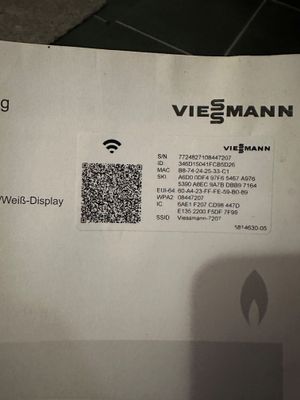 g
VIESMANN
VIESMANN
S/N 7724827108447207
ID 346D15041FCB5D26
MAC B8-74-24-25-33-C1
SKI A6D0 0DF4 97F6 5467 A976
5390 A8EC 9A7B DBB9 7164
EUI-64 60-A4-23-FF-FE-59-B0-89
/Weiß-Display
WPA2 08447207
IC 6AE1 F207 CD98 447D
E135 2200 F5DF 7F99
SSID Viessmann-7207
5814630-05